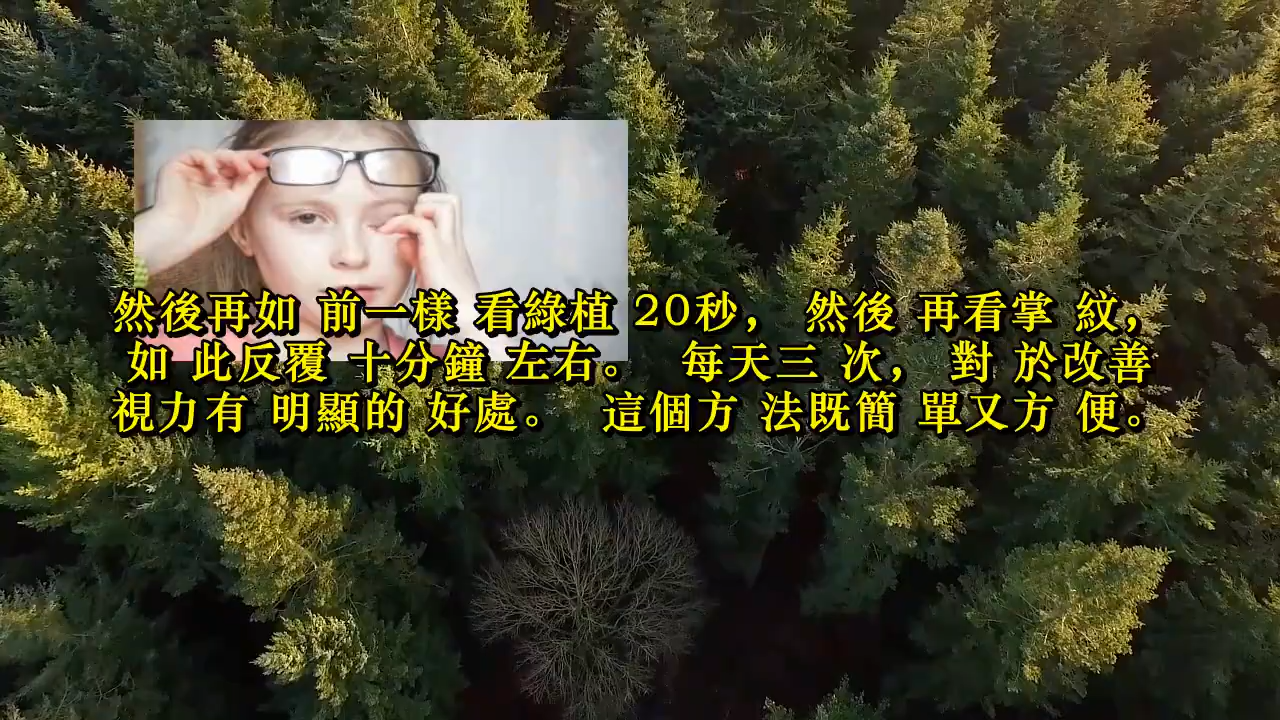 然後再如 前一樣 看綠植 20秒， 然後 再看掌 紋，
如 此反覆 十分鐘 左右。 每天三 次， 對 於改善
視力有 明顯的 好處。 這個方 法既簡 單又方 便。